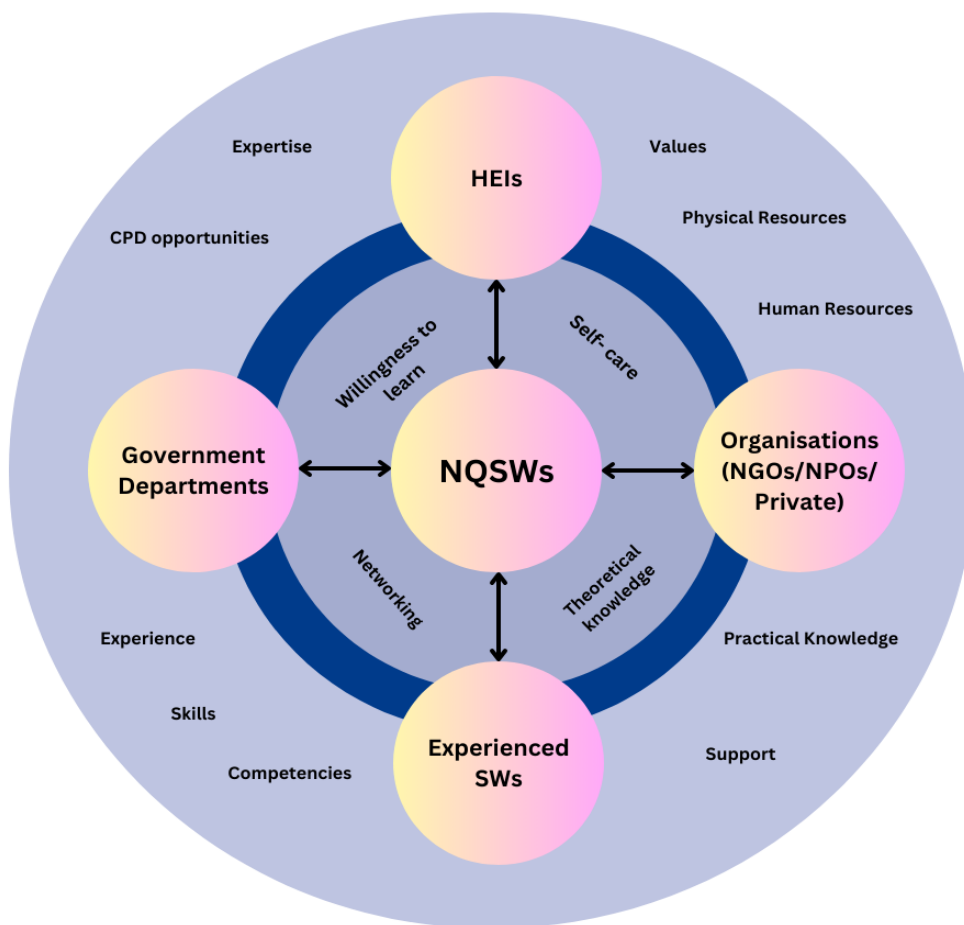 HEIs
Expertise
Values
CPD opportunities
Physical Resources
Human Resources
Willingness to
learn
Self- care
Government
Departments
NQSWs
Organisations
(NGOs/NPOs/
Private)
Networking
Theoretical
knowledge
Experience
Practical Knowledge
Skills
Competencies
Experienced
SWs
Support